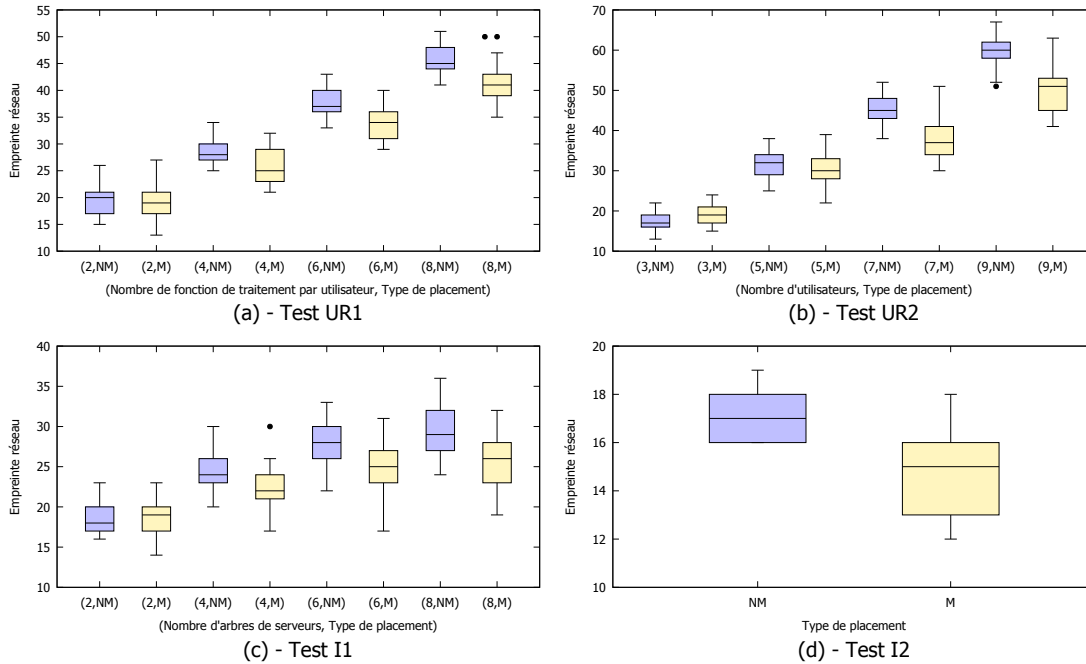 55
50
45
40
35
30
25
20
15
10
Empreinte réseau
(2,NM) (2,M) (4,NM) (4,M) (6,NM) (6,M) (8,NM) (8,M)
(Nombre de fonction de traitement par utilisateur, Type de placement)
(a) - Test UR1
70
60
50
40
30
20
10
Empreinte réseau
(3,NM) (3,M) (5,NM) (5,M) (7,NM) (7,M) (9,NM) (9,M)
(Nombre d'utilisateurs, Type de placement)
(b) - Test UR2
40
35
30
25
20
15
10
Empreinte réseau
(2,NM) (2,M) (4,NM) (4,M) (6,NM) (6,M) (8,NM) (8,M)
(Nombre d'arbres de serveurs, Type de placement)
(c) - Test I1
20
18
16
14
12
10
Empreinte réseau
NM M
Type de placement
(d) - Test I2